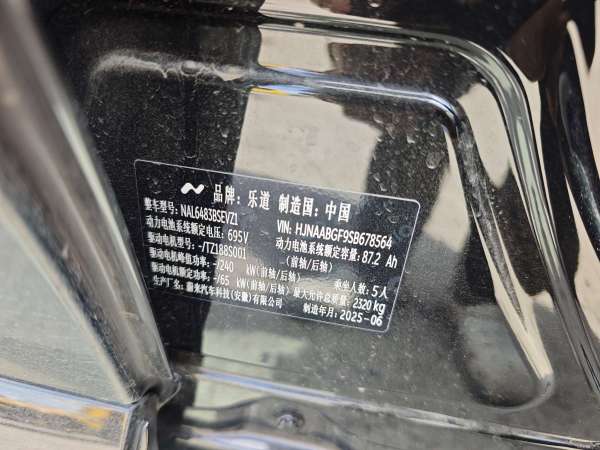 品牌: 乐道 制造国: 中国
整车型号: NAL6483BSEVZ1 VIN: HJNAABGF9SB678564
动力电池系统额定电压: 695V 动力电池系统额定容量: 87.2 Ah
驱动电机型号: -/TZ188S001 (前轴/后轴)
驱动电机峰值功率: -/240 kW(前轴/后轴) 乘坐人数: 5人
驱动电机额定功率: -/65 kW(前轴/后轴) 最大允许总质量: 2320kg
生产厂名: 蔚来汽车科技(安徽)有限公司 制造年月: 2025-06